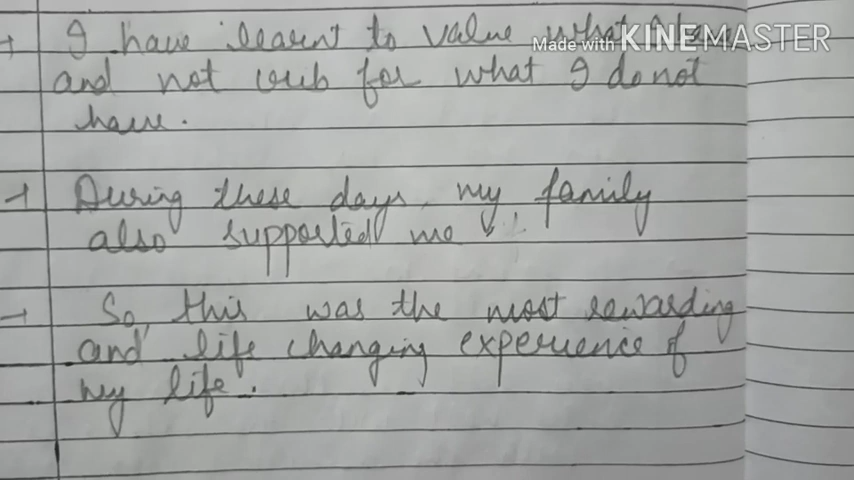 I have learnt to value what I
Made with KINEMASTER
and not for what I do not
have.
During these days, my family
also supported me
So, this was the most rewarding
and life changing experience of
my life.